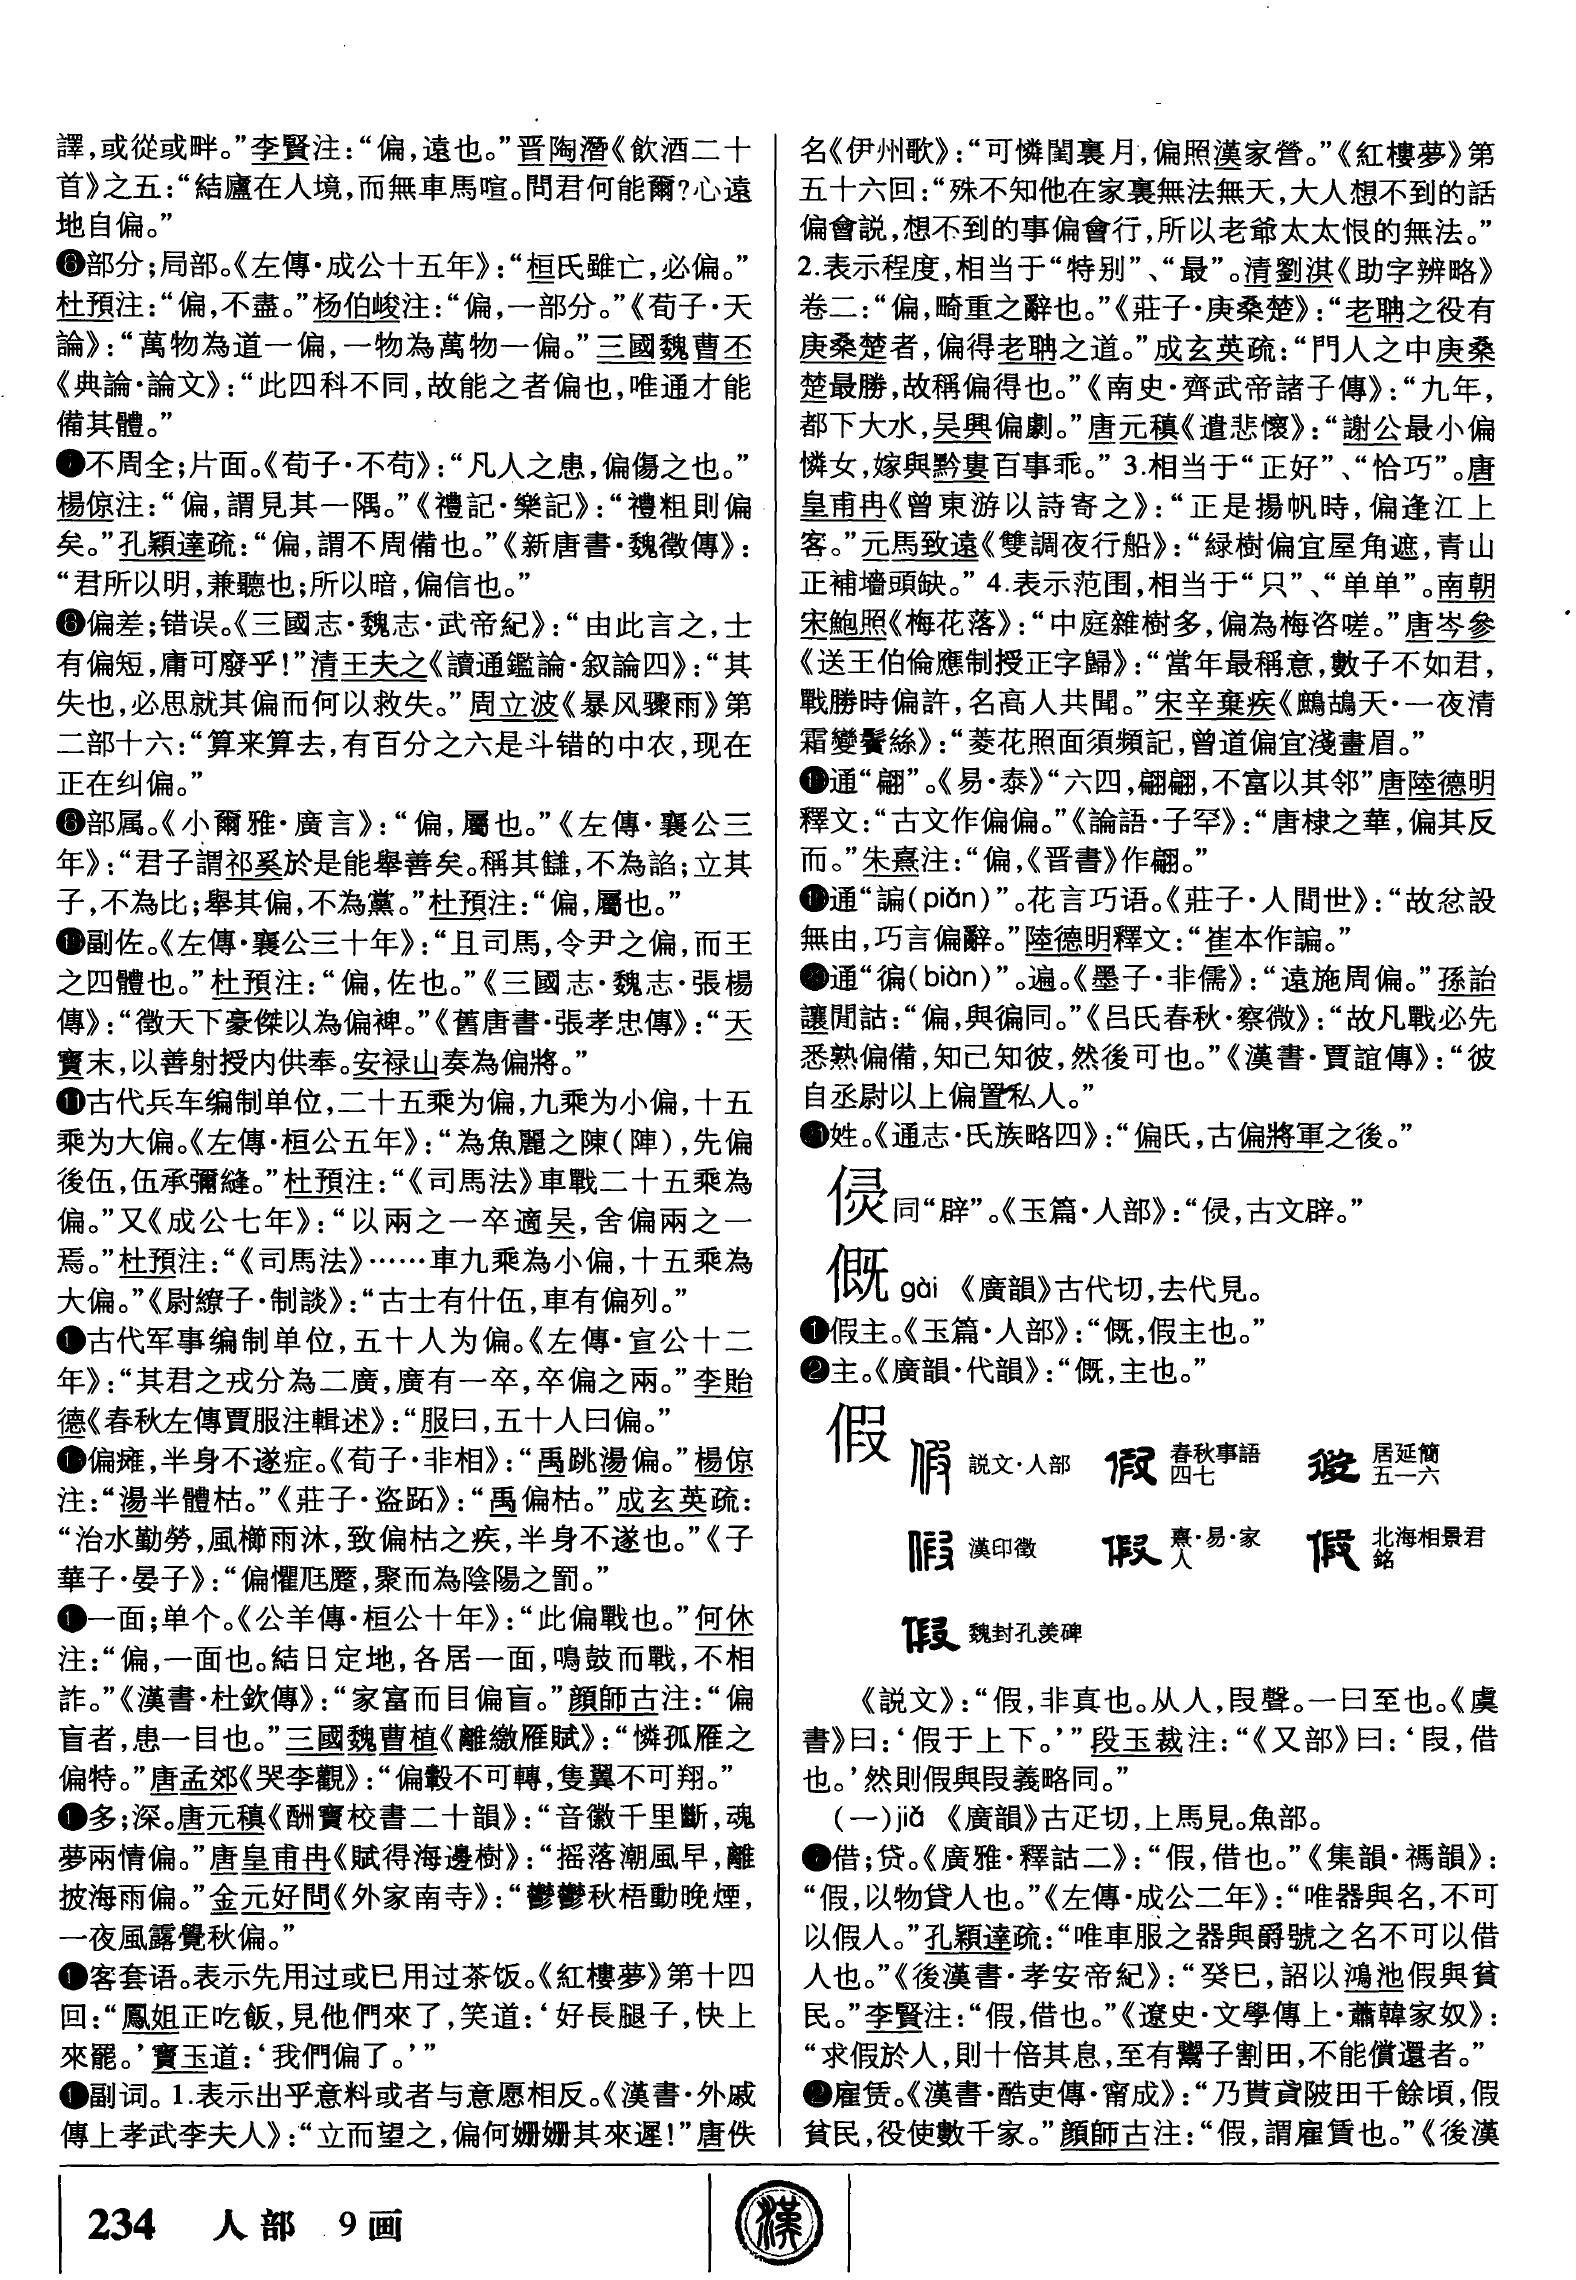 譯,或從或畔。”李賢注:“偏,遠也。”晋陶潛《飲酒二十
首》之五:“結廬在人境,而無車馬喧。問君何能爾?心遠
地自偏。”
❻部分;局部。《左傳·成公十五年》:“桓氏雖亡,必偏。”
杜預注:“偏,不盡。”杨伯峻注:“偏,一部分。”《荀子·天
論》:“萬物為道一偏,一物為萬物一偏。”三國魏曹丕
《典論·論文》:“此四科不同,故能之者偏也,唯通才能
備其體。”
❼不周全;片面。《荀子·不苟》:“凡人之患,偏傷之也。”
楊倞注:“偏,謂見其一隅。”《禮記·樂記》:“禮粗則偏
矣。”孔穎達疏:“偏,謂不周備也。”《新唐書·魏徵傳》:
“君所以明,兼聽也;所以暗,偏信也。”
❽偏差;错误。《三國志·魏志·武帝紀》:“由此言之,士
有偏短,庸可廢乎!”清王夫之《讀通鑑論·叙論四》:“其
失也,必思就其偏而何以救失。”周立波《暴风骤雨》第
二部十六:“算来算去,有百分之六是斗错的中农,现在
正在纠偏。”
❾部属。《小爾雅·廣言》:“偏,屬也。”《左傳·襄公三
年》:“君子謂祁奚於是能舉善矣。稱其讎,不為諂;立其
子,不為比;舉其偏,不為黨。”杜預注:“偏,屬也。”
❿副佐。《左傳·襄公三十年》:“且司馬,令尹之偏,而王
之四體也。”杜預注:“偏,佐也。”《三國志·魏志·張楊
傳》:“徵天下豪傑以為偏裨。”《舊唐書·張孝忠傳》:“天
寶末,以善射授内供奉。安禄山奏為偏將。”
⓫古代兵车编制单位,二十五乘为偏,九乘为小偏,十五
乘为大偏。《左傳·桓公五年》:“為魚麗之陳(陣),先偏
後伍,伍承彌縫。”杜預注:“《司馬法》車戰二十五乘為
偏。”又《成公七年》:“以兩之一卒適吴,舍偏兩之一
焉。”杜預注:“《司馬法》……車九乘為小偏,十五乘為
大偏。”《尉繚子·制談》:“古士有什伍,車有偏列。”
⓬古代军事编制单位,五十人为偏。《左傳·宣公十二
年》:“其君之戎分為二廣,廣有一卒,卒偏之兩。”李貽
德《春秋左傳賈服注輯述》:“服曰,五十人曰偏。”
⓭偏瘫,半身不遂症。《荀子·非相》:“禹跳湯偏。”楊倞
注:“湯半體枯。”《莊子·盗跖》:“禹偏枯。”成玄英疏:
“治水勤勞,風櫛雨沐,致偏枯之疾,半身不遂也。”《子
華子·晏子》:“偏懼尫蹷,聚而為陰陽之罰。”
⓮一面;单个。《公羊傳·桓公十年》:“此偏戰也。”何休
注:“偏,一面也。結日定地,各居一面,鳴鼓而戰,不相
詐。”《漢書·杜欽傳》:“家富而目偏盲。”顔師古注:“偏
盲者,患一目也。”三國魏曹植《離繳雁賦》:“憐孤雁之
偏特。”唐孟郊《哭李觀》:“偏轂不可轉,隻翼不可翔。”
⓯多;深。唐元稹《酬竇校書二十韻》:“音徽千里斷,魂
夢兩情偏。”唐皇甫冉《賦得海邊樹》:“摇落潮風早,離
披海雨偏。”金元好問《外家南寺》:“鬱鬱秋梧動晚煙,
一夜風露覺秋偏。”
⓰客套语。表示先用过或已用过茶饭。《紅樓夢》第十四
回:“鳳姐正吃飯,見他們來了,笑道:‘好長腿子,快上
來罷。’寶玉道:‘我們偏了。’”
⓱副词。1.表示出乎意料或者与意愿相反。《漢書·外戚
傳上孝武李夫人》:“立而望之,偏何姗姗其來遲!”唐佚
名《伊州歌》:“可憐閨裏月,偏照漢家營。”《紅樓夢》第
五十六回:“殊不知他在家裏無法無天,大人想不到的話
偏會説,想不到的事偏會行,所以老爺太太恨的無法。”
2.表示程度,相当于“特别”、“最”。清劉淇《助字辨略》
卷二:“偏,畸重之辭也。”《莊子·庚桑楚》:“老聃之役有
庚桑楚者,偏得老聃之道。”成玄英疏:“門人之中庚桑
楚最勝,故稱偏得也。”《南史·齊武帝諸子傳》:“九年,
都下大水,吴興偏劇。”唐元稹《遣悲懷》:“謝公最小偏
憐女,嫁與黔婁百事乖。” 3.相当于“正好”、“恰巧”。唐
皇甫冉《曾東游以詩寄之》:“正是揚帆時,偏逢江上
客。”元馬致遠《雙調夜行船》:“緑樹偏宜屋角遮,青山
正補墻頭缺。” 4.表示范围,相当于“只”、“单单”。南朝
宋鮑照《梅花落》:“中庭雜樹多,偏為梅咨嗟。”唐岑參
《送王伯倫應制授正字歸》:“當年最稱意,數子不如君,
戰勝時偏許,名高人共聞。”宋辛棄疾《鷓鴣天·一夜清
霜變鬢絲》:“菱花照面須頻記,曾道偏宜淺畫眉。”
⓲通“翩”。《易·泰》“六四,翩翩,不富以其邻”唐陸德明
釋文:“古文作偏偏。”《論語·子罕》:“唐棣之華,偏其反
而。”朱熹注:“偏,《晋書》作翩。”
⓳通“諞(piǎn)”。花言巧语。《莊子·人間世》:“故忿設
無由,巧言偏辭。”陸德明釋文:“崔本作諞。”
⓴通“徧(biàn)”。遍。《墨子·非儒》:“遠施周偏。”孫詒
讓閒詁:“偏,與徧同。”《吕氏春秋·察微》:“故凡戰必先
悉熟偏備,知己知彼,然後可也。”《漢書·賈誼傳》:“彼
自丞尉以上偏置私人。”
㉑姓。《通志·氏族略四》:“偏氏,古偏將軍之後。”
㑴同“辟”。《玉篇·人部》:“㑴,古文辟。”
㮣gài 《廣韻》古代切,去代見。
❶假主。《玉篇·人部》:“㮣,假主也。”
❷主。《廣韻·代韻》:“㮣,主也。”
假
説文·人部 春秋事語四七 居延簡五一六
漢印徵 熹·易·家人 北海相景君銘
魏封孔羡碑
《説文》:“假,非真也。从人,叚聲。一曰至也。《虞
書》曰:‘假于上下。’”段玉裁注:“《又部》曰:‘叚,借
也。’然則假與叚義略同。”
(一)jiǎ 《廣韻》古疋切,上馬見。魚部。
❶借;贷。《廣雅·釋詁二》:“假,借也。”《集韻·禡韻》:
“假,以物貸人也。”《左傳·成公二年》:“唯器與名,不可
以假人。”孔穎達疏:“唯車服之器與爵號之名不可以借
人也。”《後漢書·孝安帝紀》:“癸巳,詔以鴻池假與貧
民。”李賢注:“假,借也。”《遼史·文學傳上·蕭韓家奴》:
“求假於人,則十倍其息,至有鬻子割田,不能償還者。”
❷雇赁。《漢書·酷吏傳·甯成》:“乃貰貣陂田千餘頃,假
貧民,役使數千家。”顔師古注:“假,謂雇賃也。”《後漢
234 人部 9画
漢